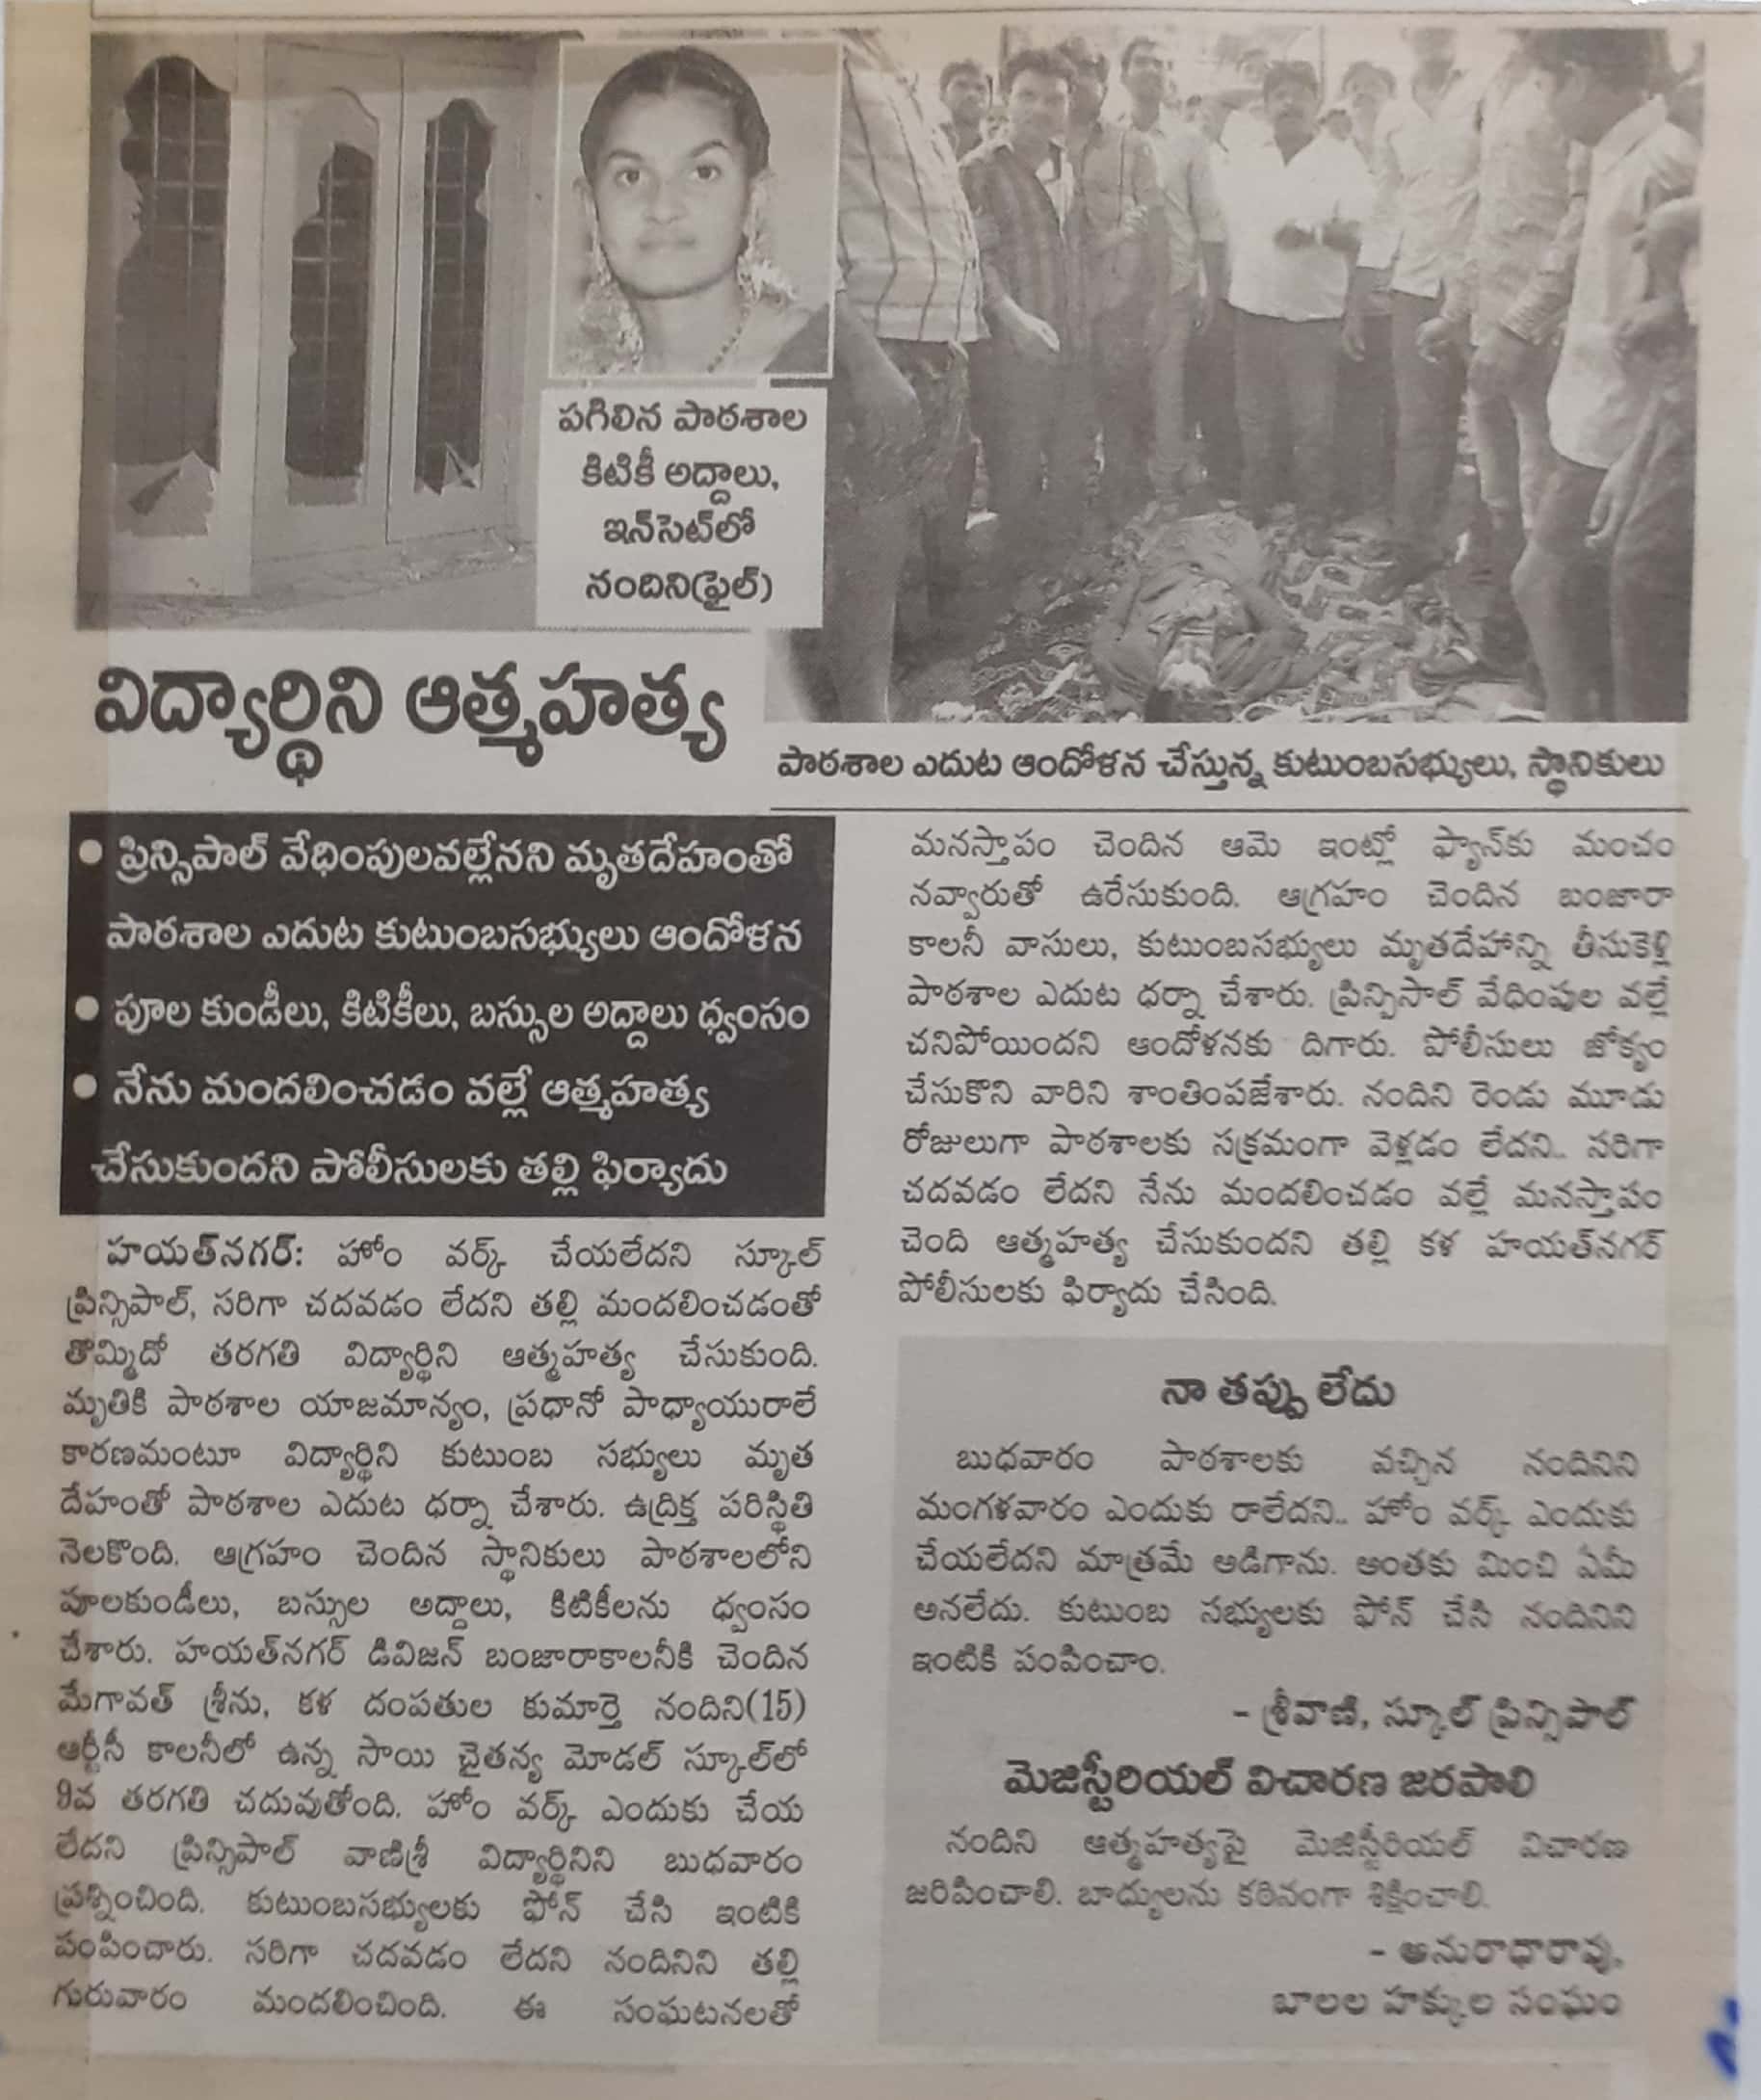 పగిలిన పాఠశాల
కిటికీ అద్దాలు,
ఇన్‌సెట్‌లో
నందిని(ఫైల్)
విద్యార్థిని ఆత్మహత్య
పాఠశాల ఎదుట ఆందోళన చేస్తున్న కుటుంబసభ్యులు, స్థానికులు
• ప్రిన్సిపాల్ వేధింపులవల్లేనని మృతదేహంతో
పాఠశాల ఎదుట కుటుంబసభ్యులు ఆందోళన
• పూల కుండీలు, కిటికీలు, బస్సుల అద్దాలు ధ్వంసం
• నేను మందలించడం వల్లే ఆత్మహత్య
చేసుకుందని పోలీసులకు తల్లి ఫిర్యాదు
హయత్‌నగర్: హోం వర్క్ చేయలేదని స్కూల్
ప్రిన్సిపాల్, సరిగా చదవడం లేదని తల్లి మందలించడంతో
తొమ్మిదో తరగతి విద్యార్థిని ఆత్మహత్య చేసుకుంది.
మృతికి పాఠశాల యాజమాన్యం, ప్రధానో పాధ్యాయురాలే
కారణమంటూ విద్యార్థిని కుటుంబ సభ్యులు మృత
దేహంతో పాఠశాల ఎదుట ధర్నా చేశారు. ఉద్రిక్త పరిస్థితి
నెలకొంది. ఆగ్రహం చెందిన స్థానికులు పాఠశాలలోని
పూలకుండీలు, బస్సుల అద్దాలు, కిటికీలను ధ్వంసం
చేశారు. హయత్‌నగర్ డివిజన్ బంజారాకాలనీకి చెందిన
మేగావత్ శ్రీను, కళ దంపతుల కుమార్తె నందిని(15)
ఆర్టీసీ కాలనీలో ఉన్న సాయి చైతన్య మోడల్ స్కూల్‌లో
9వ తరగతి చదువుతోంది. హోం వర్క్ ఎందుకు చేయ
లేదని ప్రిన్సిపాల్ వాణిశ్రీ విద్యార్థినిని బుధవారం
ప్రశ్నించింది. కుటుంబసభ్యులకు ఫోన్ చేసి ఇంటికి
పంపించారు. సరిగా చదవడం లేదని నందినిని తల్లి
గురువారం మందలించింది. ఈ సంఘటనలతో
మనస్తాపం చెందిన ఆమె ఇంట్లో ఫ్యాన్‌కు మంచం
నవ్వారుతో ఉరేసుకుంది. ఆగ్రహం చెందిన బంజారా
కాలనీ వాసులు, కుటుంబసభ్యులు మృతదేహాన్ని తీసుకెళ్లి
పాఠశాల ఎదుట ధర్నా చేశారు. ప్రిన్సిపాల్ వేధింపుల వల్లే
చనిపోయిందని ఆందోళనకు దిగారు. పోలీసులు జోక్యం
చేసుకొని వారిని శాంతింపజేశారు. నందిని రెండు మూడు
రోజులుగా పాఠశాలకు సక్రమంగా వెళ్లడం లేదని.. సరిగా
చదవడం లేదని నేను మందలించడం వల్లే మనస్తాపం
చెంది ఆత్మహత్య చేసుకుందని తల్లి కళ హయత్‌నగర్
పోలీసులకు ఫిర్యాదు చేసింది.
నా తప్పు లేదు
బుధవారం పాఠశాలకు వచ్చిన నందినిని
మంగళవారం ఎందుకు రాలేదని.. హోం వర్క్ ఎందుకు
చేయలేదని మాత్రమే అడిగాను. అంతకు మించి ఏమీ
అనలేదు. కుటుంబ సభ్యులకు ఫోన్ చేసి నందినిని
ఇంటికి పంపించాం.
- శ్రీవాణి, స్కూల్ ప్రిన్సిపాల్
మెజిస్టీరియల్ విచారణ జరపాలి
నందిని ఆత్మహత్యపై మెజిస్టీరియల్ విచారణ
జరిపించాలి. బాధ్యులను కఠినంగా శిక్షించాలి.
- అనురాధారావు,
బాలల హక్కుల సంఘం